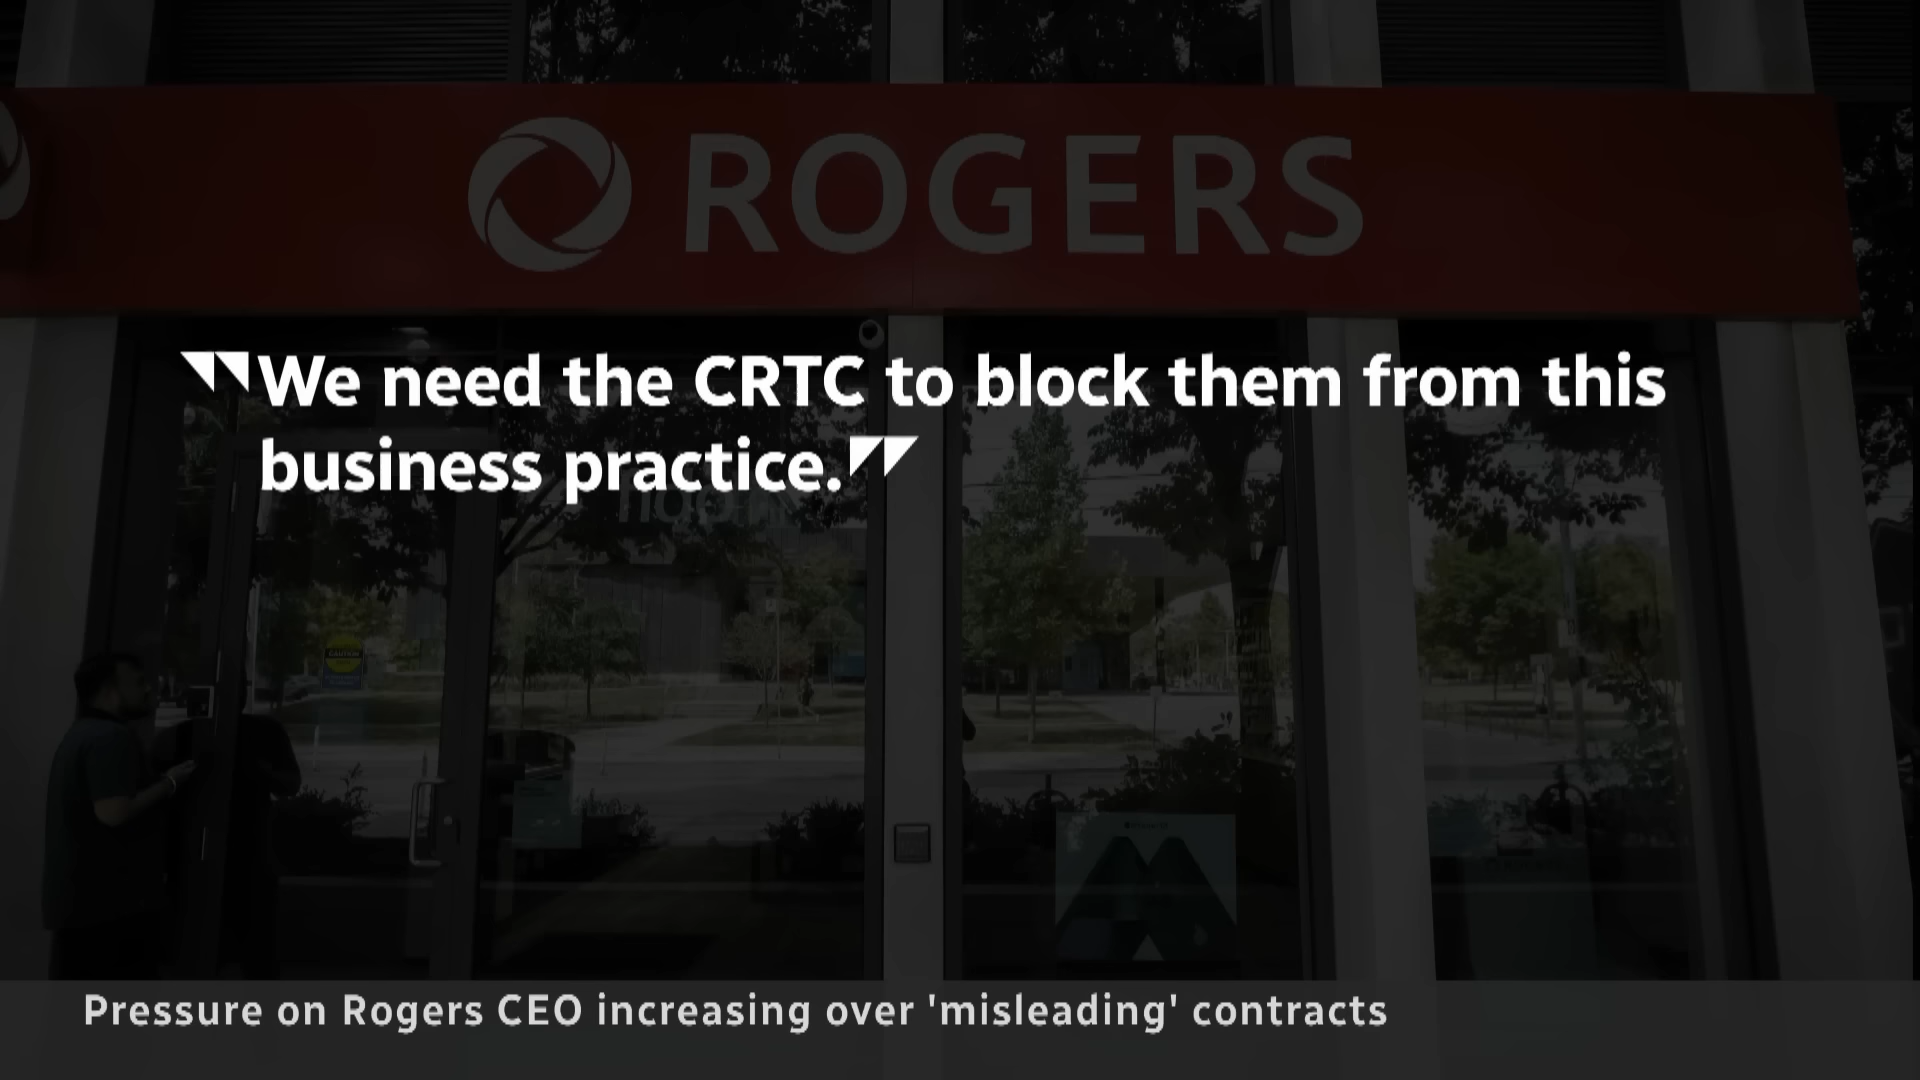 ROGERS
"We need the CRTC to block them from this
business practice."
CAUTION
Pressure on Rogers CEO increasing over 'misleading' contracts